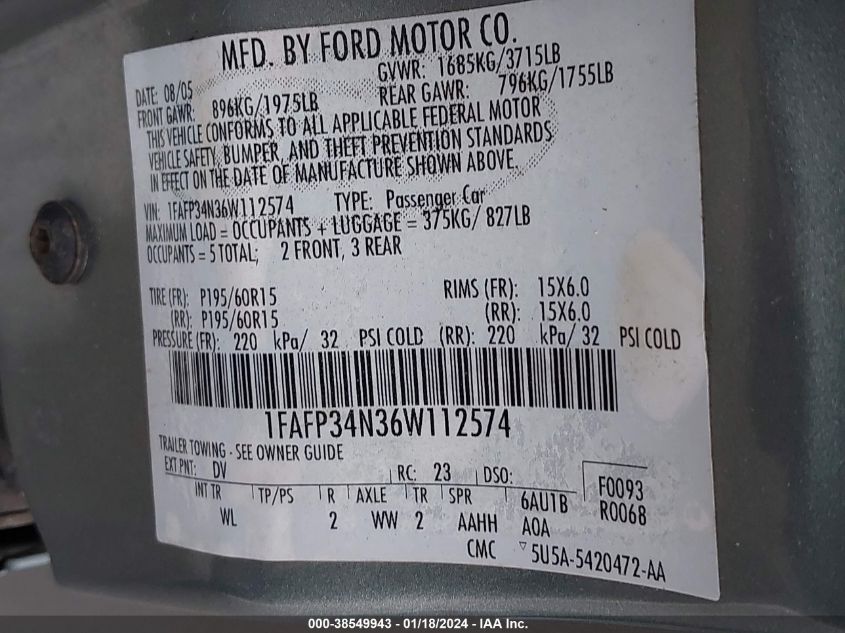 MFD. BY FORD MOTOR CO.
DATE: 08/05 GVWR: 1685KG/3715LB
FRONT GAWR: 896KG/1975LB REAR GAWR: 796KG/1755LB
THIS VEHICLE CONFORMS TO ALL APPLICABLE FEDERAL MOTOR
VEHICLE SAFETY, BUMPER, AND THEFT PREVENTION STANDARDS
IN EFFECT ON THE DATE OF MANUFACTURE SHOWN ABOVE.
VIN: 1FAFP34N36W112574 TYPE: Passenger Car
MAXIMUM LOAD = OCCUPANTS + LUGGAGE = 375KG/ 827LB
OCCUPANTS = 5 TOTAL; 2 FRONT, 3 REAR
TIRE (FR): P195/60R15 RIMS (FR): 15X6.0
(RR): P195/60R15 (RR): 15X6.0
PRESSURE (FR): 220 kPa/ 32 PSI COLD (RR): 220 kPa/ 32 PSI COLD
1FAFP34N36W112574
TRAILER TOWING - SEE OWNER GUIDE
EXT PNT: DV RC: 23 DSO: F0093
INT TR TP/PS R AXLE TR SPR 6AU1B R0068
WL 2 WW 2 AAHH AOA
CMC ▽5U5A-5420472-AA
000-38549943 - 01/18/2024 - IAA Inc.